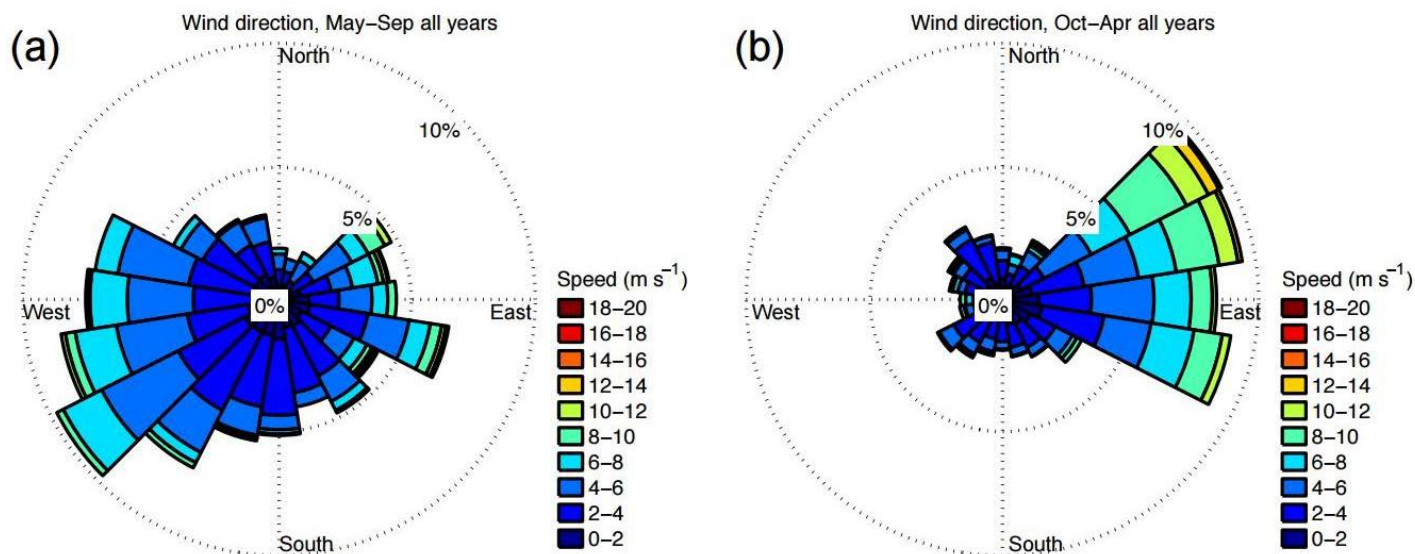 (a)
Wind direction, May–Sep all years
North
10%
5%
0%
West
East
South
Speed (m s⁻¹)
18–20
16–18
14–16
12–14
10–12
8–10
6–8
4–6
2–4
0–2
(b)
Wind direction, Oct–Apr all years
North
10%
5%
0%
West
East
South
Speed (m s⁻¹)
18–20
16–18
14–16
12–14
10–12
8–10
6–8
4–6
2–4
0–2